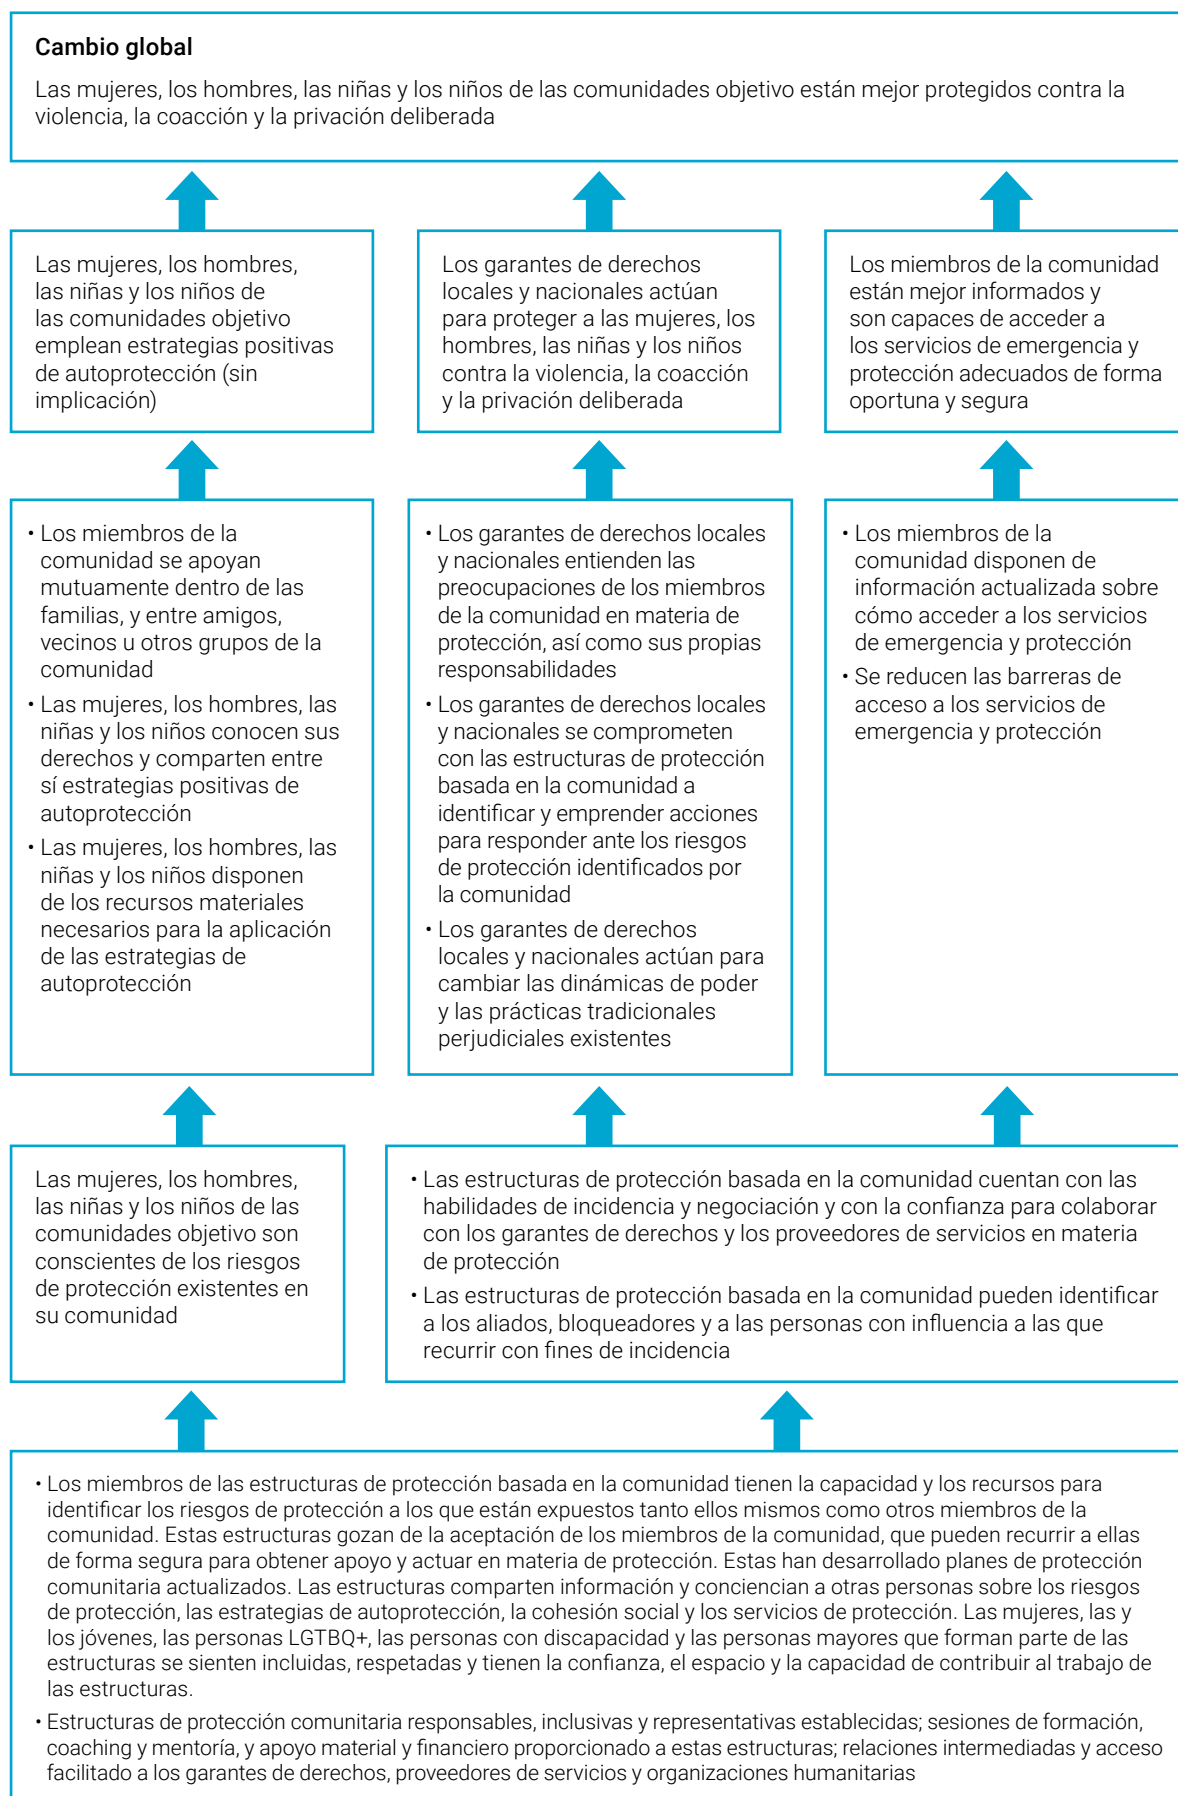 Cambio global
Las mujeres, los hombres, las niñas y los niños de las comunidades objetivo están mejor protegidos contra la
violencia, la coacción y la privación deliberada
Las mujeres, los hombres,
las niñas y los niños de
las comunidades objetivo
emplean estrategias positivas
de autoprotección (sin
implicación)
Los garantes de derechos
locales y nacionales actúan
para proteger a las mujeres, los
hombres, las niñas y los niños
contra la violencia, la coacción
y la privación deliberada
Los miembros de la comunidad
están mejor informados y
son capaces de acceder a
los servicios de emergencia y
protección adecuados de forma
oportuna y segura
• Los miembros de la
comunidad se apoyan
mutuamente dentro de las
familias, y entre amigos,
vecinos u otros grupos de la
comunidad
• Las mujeres, los hombres, las
niñas y los niños conocen sus
derechos y comparten entre
sí estrategias positivas de
autoprotección
• Las mujeres, los hombres, las
niñas y los niños disponen
de los recursos materiales
necesarios para la aplicación
de las estrategias de
autoprotección
• Los garantes de derechos locales
y nacionales entienden las
preocupaciones de los miembros
de la comunidad en materia de
protección, así como sus propias
responsabilidades
• Los garantes de derechos locales
y nacionales se comprometen
con las estructuras de protección
basada en la comunidad a
identificar y emprender acciones
para responder ante los riesgos
de protección identificados por
la comunidad
• Los garantes de derechos
locales y nacionales actúan para
cambiar las dinámicas de poder
y las prácticas tradicionales
perjudiciales existentes
• Los miembros de la
comunidad disponen de
información actualizada sobre
cómo acceder a los servicios
de emergencia y protección
• Se reducen las barreras de
acceso a los servicios de
emergencia y protección
Las mujeres, los hombres,
las niñas y los niños de las
comunidades objetivo son
conscientes de los riesgos
de protección existentes en
su comunidad
• Las estructuras de protección basada en la comunidad cuentan con las
habilidades de incidencia y negociación y con la confianza para colaborar
con los garantes de derechos y los proveedores de servicios en materia
de protección
• Las estructuras de protección basada en la comunidad pueden identificar
a los aliados, bloqueadores y a las personas con influencia a las que
recurrir con fines de incidencia
• Los miembros de las estructuras de protección basada en la comunidad tienen la capacidad y los recursos para
identificar los riesgos de protección a los que están expuestos tanto ellos mismos como otros miembros de la
comunidad. Estas estructuras gozan de la aceptación de los miembros de la comunidad, que pueden recurrir a ellas
de forma segura para obtener apoyo y actuar en materia de protección. Estas han desarrollado planes de protección
comunitaria actualizados. Las estructuras comparten información y conciencian a otras personas sobre los riesgos
de protección, las estrategias de autoprotección, la cohesión social y los servicios de protección. Las mujeres, las y
los jóvenes, las personas LGTBQ+, las personas con discapacidad y las personas mayores que forman parte de las
estructuras se sienten incluidas, respetadas y tienen la confianza, el espacio y la capacidad de contribuir al trabajo de
las estructuras.
• Estructuras de protección comunitaria responsables, inclusivas y representativas establecidas; sesiones de formación,
coaching y mentoría, y apoyo material y financiero proporcionado a estas estructuras; relaciones intermediadas y acceso
facilitado a los garantes de derechos, proveedores de servicios y organizaciones humanitarias